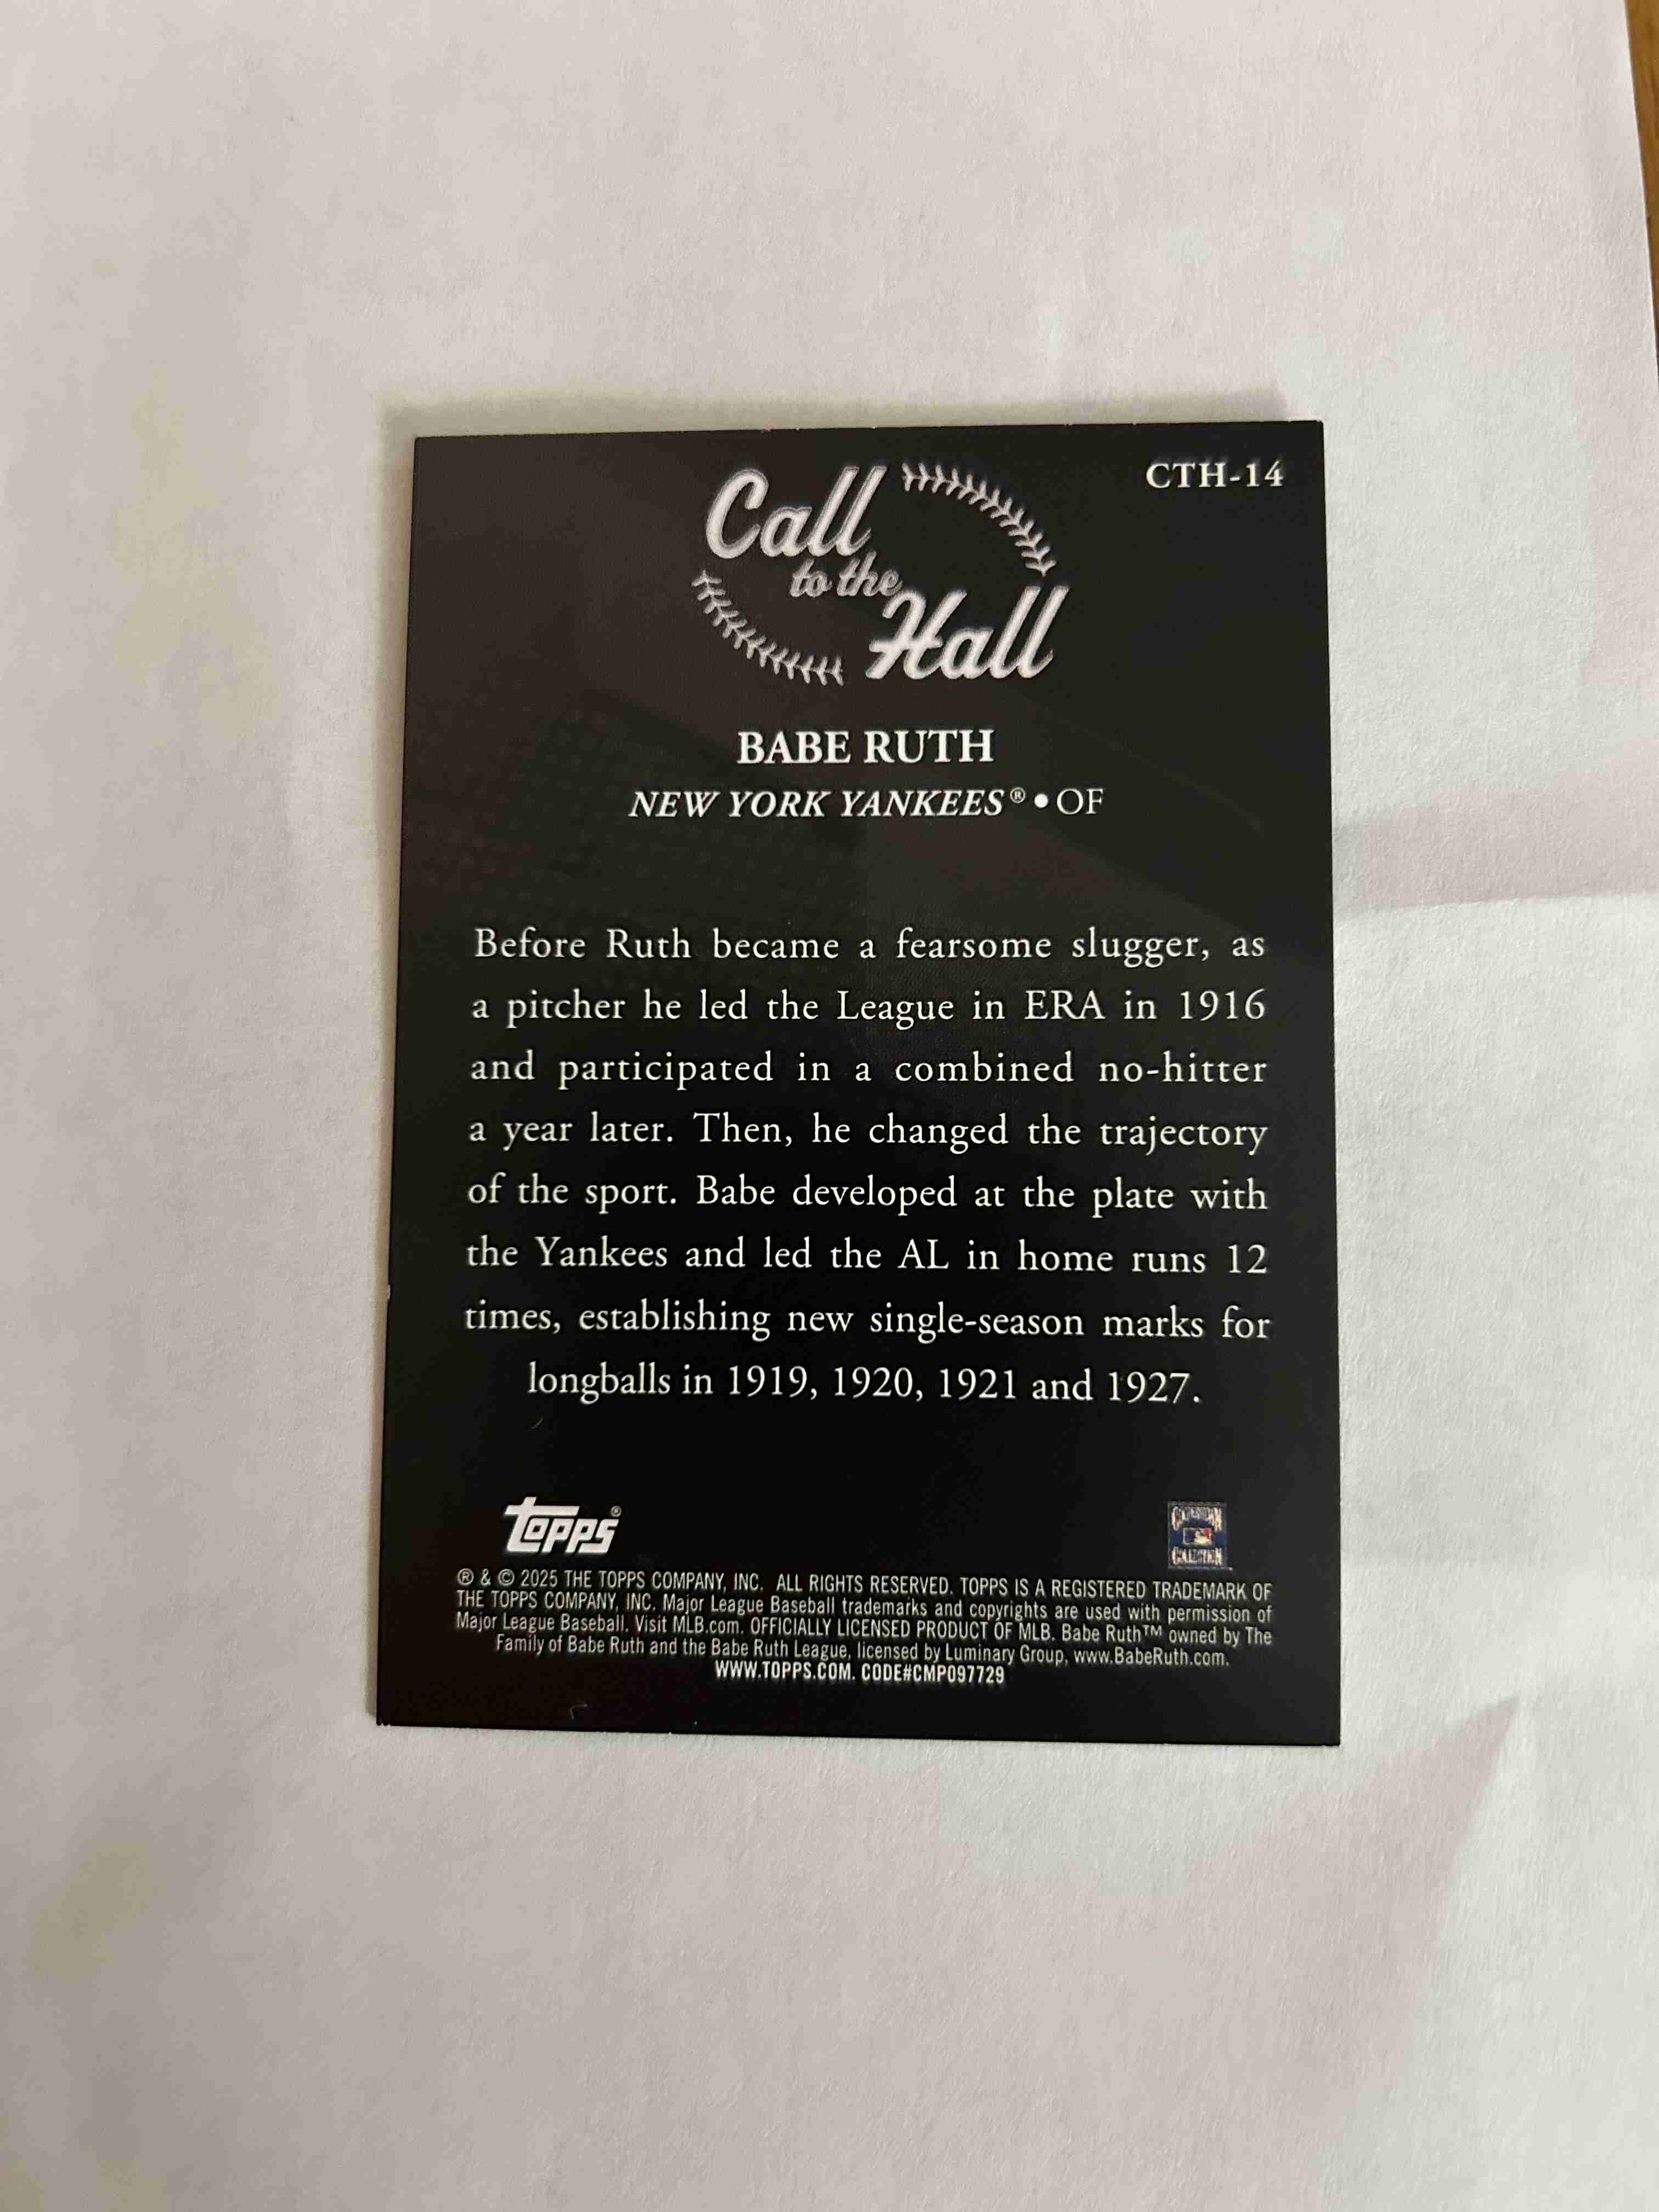 CTH-14
Call
to the
Hall
BABE RUTH
NEW YORK YANKEES® • OF
Before Ruth became a fearsome slugger, as
a pitcher he led the League in ERA in 1916
and participated in a combined no-hitter
a year later. Then, he changed the trajectory
of the sport. Babe developed at the plate with
the Yankees and led the AL in home runs 12
times, establishing new single-season marks for
longballs in 1919, 1920, 1921 and 1927.
topps®
COOPERSTOWN
COLLECTION
® & © 2025 THE TOPPS COMPANY, INC. ALL RIGHTS RESERVED. TOPPS IS A REGISTERED TRADEMARK OF
THE TOPPS COMPANY, INC. Major League Baseball trademarks and copyrights are used with permission of
Major League Baseball. Visit MLB.com. OFFICIALLY LICENSED PRODUCT OF MLB. Babe Ruth™ owned by The
Family of Babe Ruth and the Babe Ruth League, licensed by Luminary Group, www.BabeRuth.com.
WWW.TOPPS.COM. CODE#CMP097729